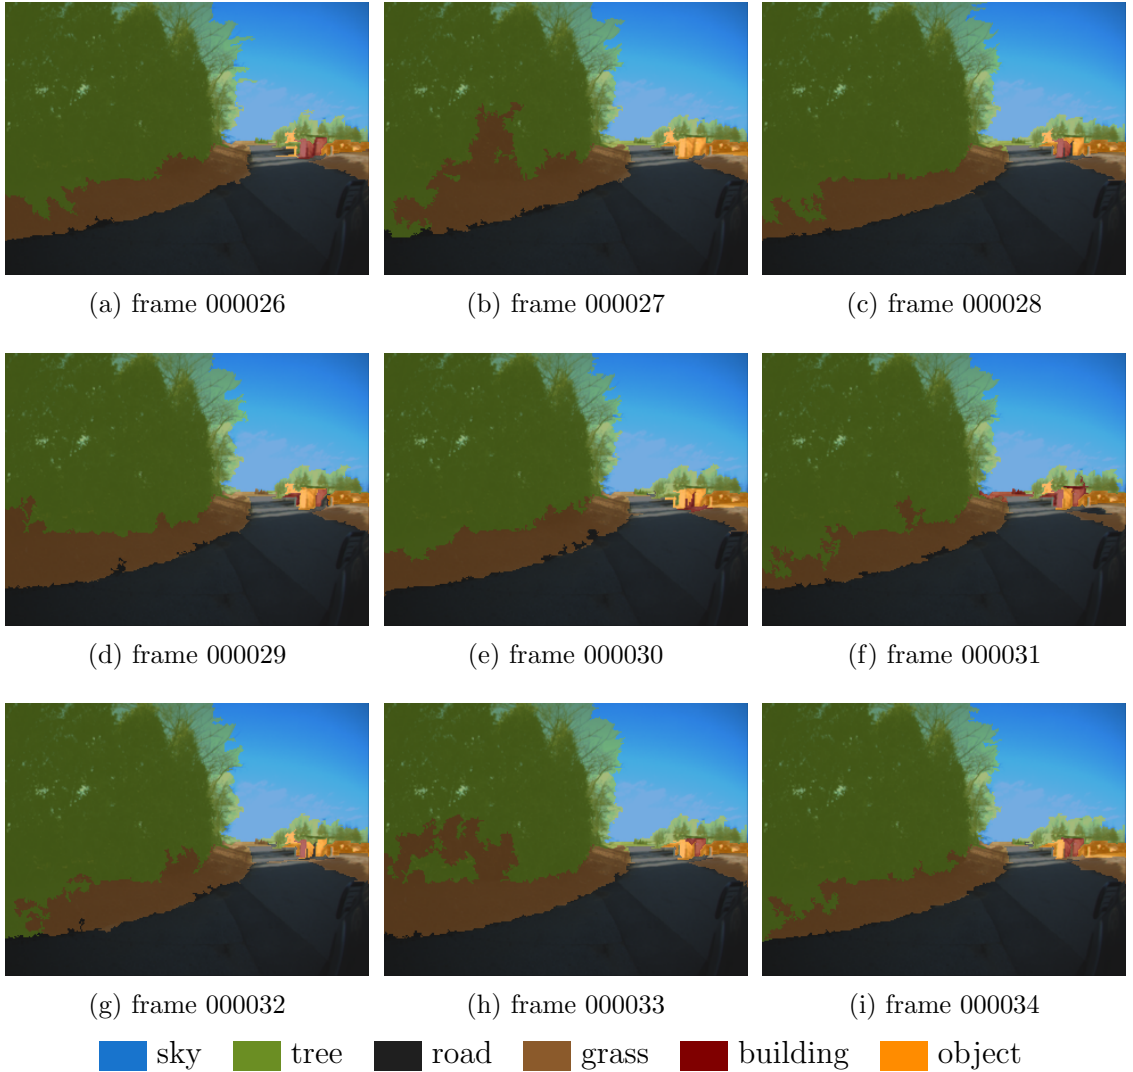 (a) frame 000026
(b) frame 000027
(c) frame 000028
(d) frame 000029
(e) frame 000030
(f) frame 000031
(g) frame 000032
(h) frame 000033
(i) frame 000034
sky tree road grass building object